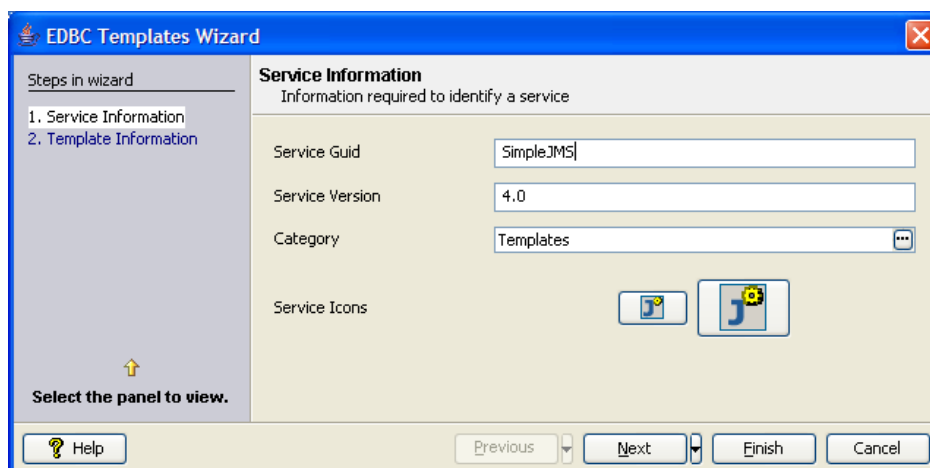 EDBC Templates Wizard
Steps in wizard
1. Service Information
2. Template Information
Select the panel to view.
Service Information
Information required to identify a service
Service Guid
SimpleJMS
Service Version
4.0
Category
Templates
...
Service Icons
J
J
? Help
Previous
Next
Finish
Cancel